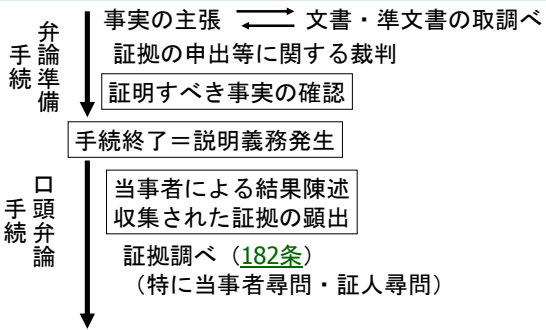 弁論準備
手続
事実の主張 文書・準文書の取調べ
証拠の申出等に関する裁判
証明すべき事実の確認
手続終了＝説明義務発生
口頭弁論
手続
当事者による結果陳述
収集された証拠の顕出
証拠調べ（182条）
（特に当事者尋問・証人尋問）